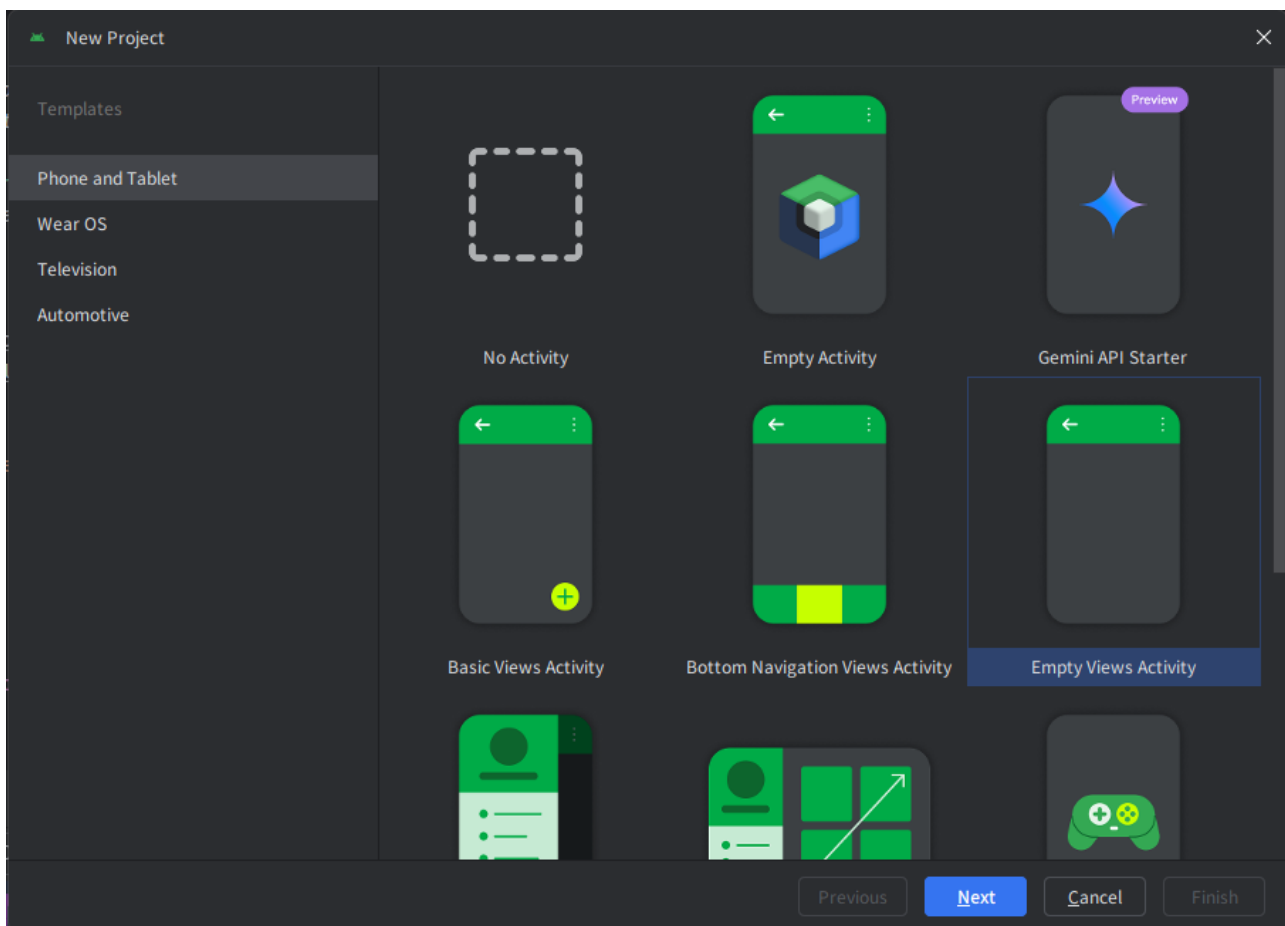 New Project
Templates
Phone and Tablet
Wear OS
Television
Automotive
Preview
No Activity
Empty Activity
Gemini API Starter
Basic Views Activity
Bottom Navigation Views Activity
Empty Views Activity
Previous
Next
Cancel
Finish